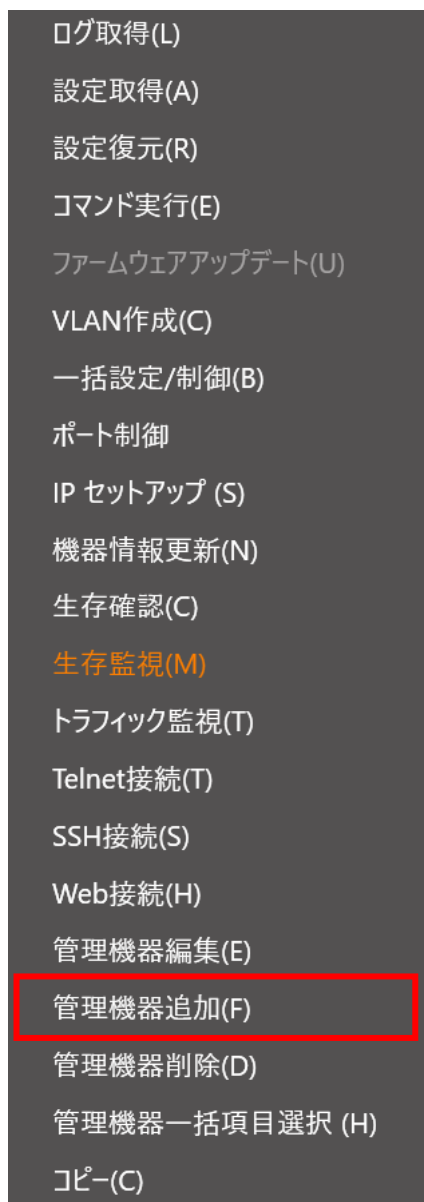 ログ取得(L)
設定取得(A)
設定復元(R)
コマンド実行(E)
ファームウェアアップデート(U)
VLAN作成(C)
一括設定/制御(B)
ポート制御
IP セットアップ (S)
機器情報更新(N)
生存確認(C)
生存監視(M)
トラフィック監視(T)
Telnet接続(T)
SSH接続(S)
Web接続(H)
管理機器編集(E)
管理機器追加(F)
管理機器削除(D)
管理機器一括項目選択 (H)
コピー(C)